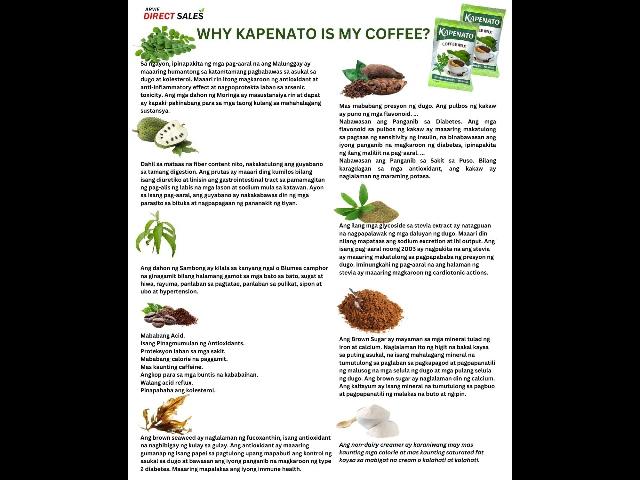 ARVIE
DIRECT SALES
WHY KAPENATO IS MY COFFEE?
KAPENATO
COFFEE MIX
KAPENATO
COFFEE MIX
Sa ngayon, ipinapakita ng mga pag-aaral na ang Malunggay ay
maaaring humantong sa katamtamang pagbabawas sa asukal sa
dugo at kolesterol. Maaari rin itong magkaroon ng antioxidant at
anti-inflammatory effect at nagpoprotekta laban sa arsenic
toxicity. Ang mga dahon ng Moringa ay masustansiya rin at dapat
ay kapaki-pakinabang para sa mga taong kulang sa mahahalagang
sustansya.
Dahil sa mataas na fiber content nito, nakakatulong ang guyabano
sa tamang digestion. Ang prutas ay maaari ding kumilos bilang
isang diuretiko at linisin ang gastrointestinal tract sa pamamagitan
ng pag-alis ng labis na mga lason at sodium mula sa katawan. Ayon
sa isang pag-aaral, ang guyabano ay nakakabawas din ng mga
parasito sa bituka at nagpapagaan ng pananakit ng tiyan.
Ang dahon ng Sambong ay kilala sa kanyang ngal o Blumea camphor
na ginagamit bilang halamang gamot sa mga bato sa bato, sugat at
hiwa, rayuma, panlaban sa pagtatae, panlaban sa pulikat, sipon at
ubo at hypertension.
Mababang Acid.
Isang Pinagmumulan ng Antioxidants.
Proteksyon laban sa mga sakit.
Mababang calorie na paggamit.
Mas kaunting caffeine.
Angkop para sa mga buntis na kababaihan.
Walang acid reflux.
Pinapababa ang kolesterol.
Ang brown seaweed ay naglalaman ng fucoxanthin, isang antioxidant
na nagbibigay ng kulay sa gulay. Ang antioxidant ay maaaring
gumanap ng isang papel sa pagtulong upang mapabuti ang kontrol ng
asukal sa dugo at bawasan ang iyong panganib na magkaroon ng type
2 diabetes. Maaaring mapalakas ang iyong immune health.
Mas mababang presyon ng dugo. Ang pulbos ng kakaw
ay puno ng mga flavonoid. ...
Nabawasan ang Panganib sa Diabetes. Ang mga
flavonoid sa pulbos ng kakaw ay maaaring makatulong
sa pagtaas ng sensitivity ng insulin, na binabawasan ang
iyong panganib na magkaroon ng diabetes, ipinapakita
ng ilang maliliit na pag-aaral. ...
Nabawasan ang Panganib sa Sakit sa Puso. Bilang
karagdagan sa mga antioxidant, ang kakaw ay
naglalaman ng maraming potasa.
Ang ilang mga glycoside sa stevia extract ay natagpuan
na nagpapalawak ng mga daluyan ng dugo. Maaari din
nilang mapataas ang sodium excretion at ihi output. Ang
isang pag-aaral noong 2003 ay nagpakita na ang stevia
ay maaaring makatulong sa pagpapababa ng presyon ng
dugo. Iminungkahi ng pag-aaral na ang halaman ng
stevia ay maaaring magkaroon ng cardiotonic actions.
Ang Brown Sugar ay mayaman sa mga mineral tulad ng
iron at calcium. Naglalaman ito ng higit na bakal kaysa
sa puting asukal, na isang mahalagang mineral na
tumutulong sa paglaban sa pagkapagod at pagpapanatili
ng malusog na mga selula ng dugo at mga pulang selula
ng dugo. Ang brown sugar ay naglalaman din ng calcium.
Ang kaltsyum ay isang mineral na tumutulong sa pagbuo
at pagpapanatili ng malakas na buto at ngipin.
Ang non-dairy creamer ay karaniwang may mas
kaunting mga calorie at mas kaunting saturated fat
kaysa sa mabigat na cream o kalahati at kalahati.